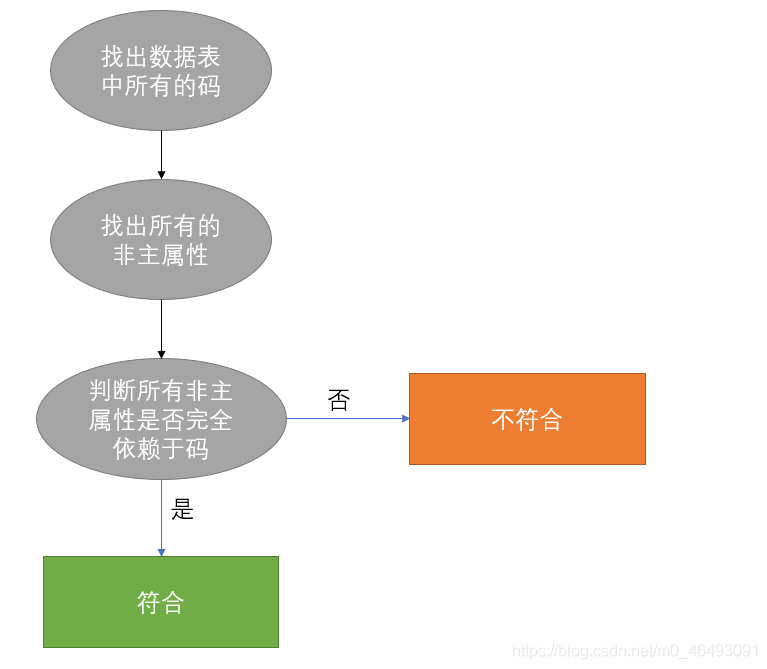 找出数据表
中所有的码
找出所有的
非主属性
判断所有非主
属性是否完全
依赖于码
否
不符合
是
符合
https://blog.csdn.net/m0_46493091